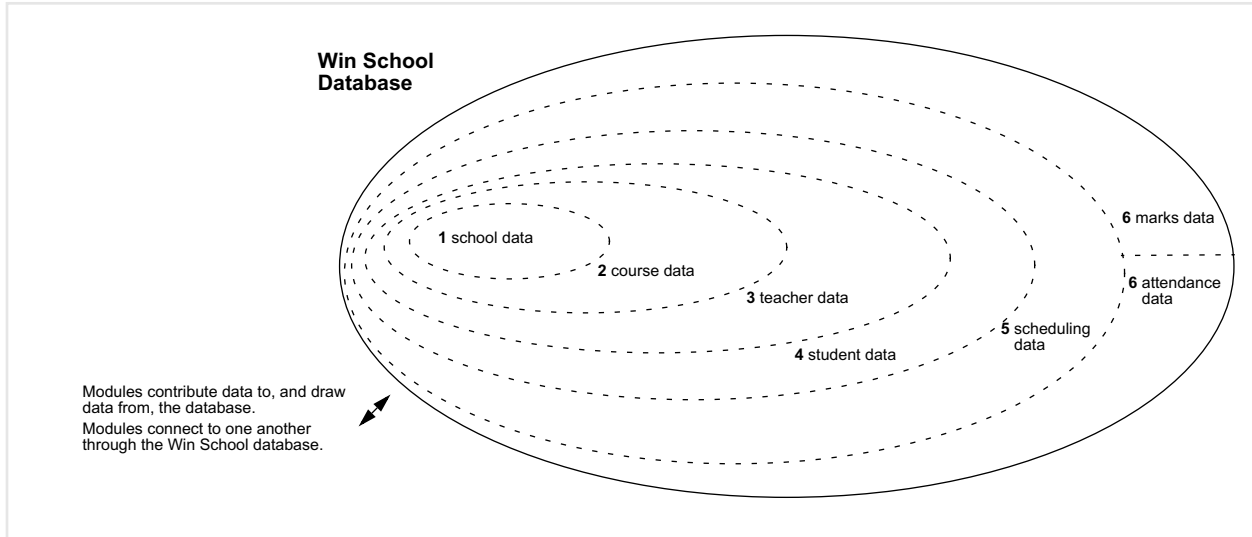 Win School
Database
1 school data
2 course data
3 teacher data
4 student data
5 scheduling
data
6 marks data
6 attendance
data
Modules contribute data to, and draw
data from, the database.
Modules connect to one another
through the Win School database.